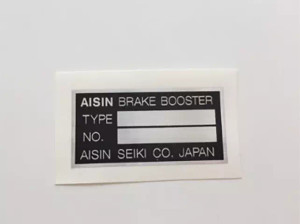 AISIN BRAKE BOOSTER
TYPE
NO.
AISIN SEIKI CO. JAPAN